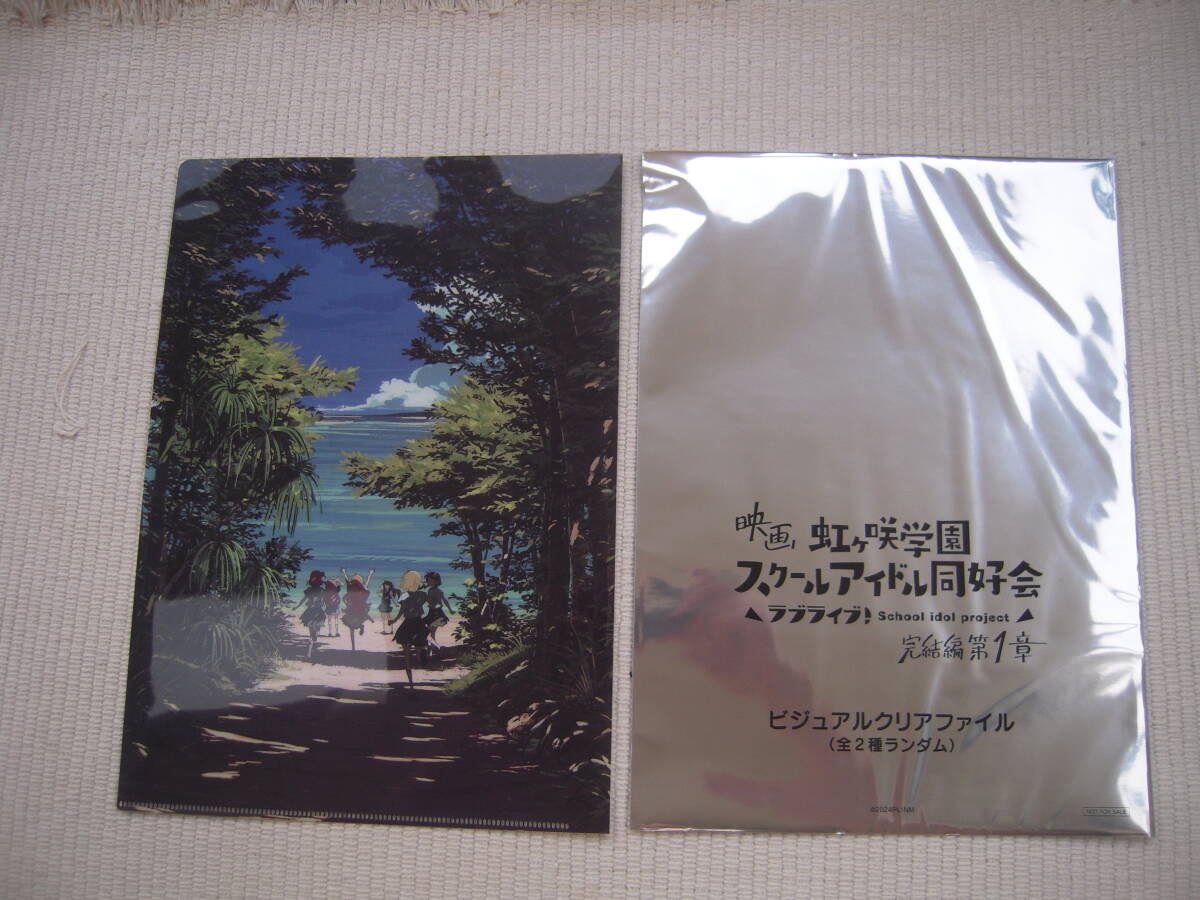 映画 虹ヶ咲学園
スクールアイドル同好会
ラブライブ! School idol project
完結編 第1章
ビジュアルクリアファイル
(全2種ランダム)
©2024PL!NM
NOT FOR SALE